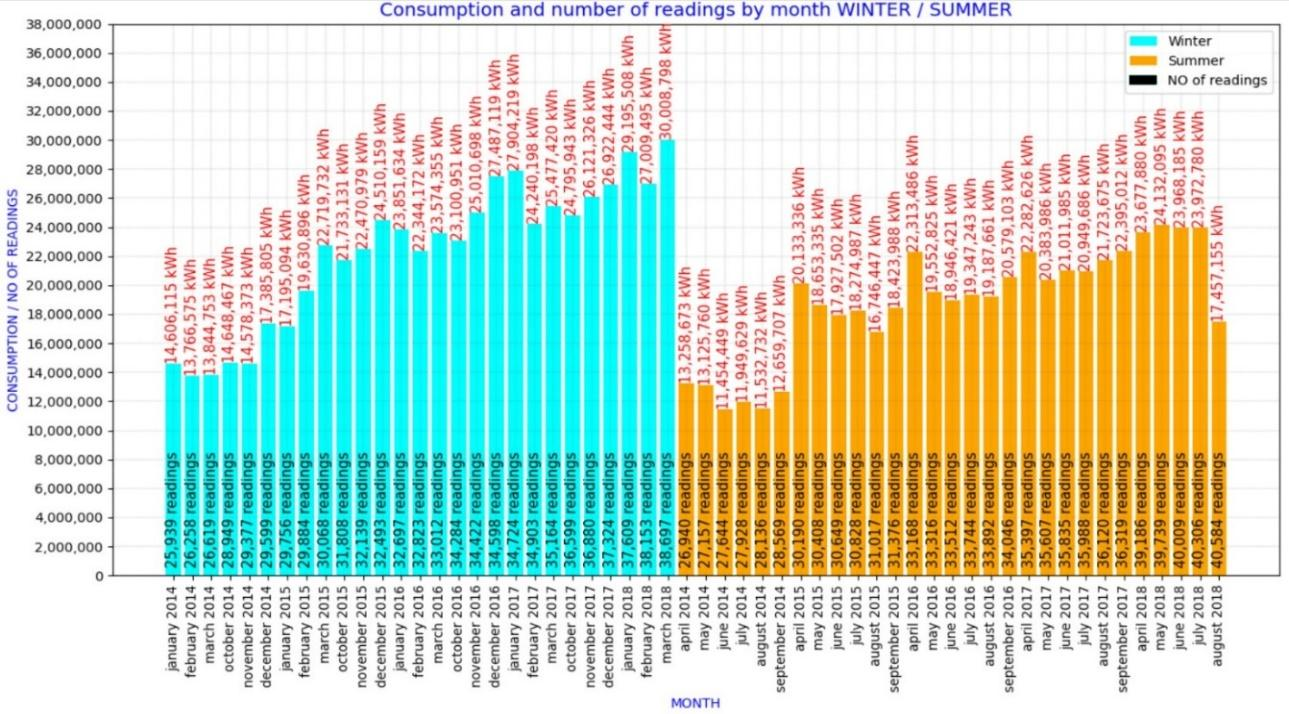 Consumption and number of readings by month WINTER / SUMMER
Winter
Summer
NO of readings
CONSUMPTION / NO OF READINGS
38,000,000
36,000,000
34,000,000
32,000,000
30,000,000
28,000,000
26,000,000
24,000,000
22,000,000
20,000,000
18,000,000
16,000,000
14,000,000
12,000,000
10,000,000
8,000,000
6,000,000
4,000,000
2,000,000
0
14,606,115 kWh
13,766,575 kWh
13,844,753 kWh
14,648,467 kWh
14,578,373 kWh
17,385,805 kWh
17,195,094 kWh
19,630,896 kWh
22,719,732 kWh
21,733,131 kWh
22,470,979 kWh
24,510,159 kWh
23,851,634 kWh
22,344,172 kWh
23,574,355 kWh
23,100,951 kWh
25,010,698 kWh
27,487,119 kWh
27,904,219 kWh
24,240,198 kWh
25,477,420 kWh
24,795,943 kWh
26,121,326 kWh
26,922,444 kWh
29,195,508 kWh
27,009,495 kWh
30,008,798 kWh
13,258,673 kWh
13,125,760 kWh
11,454,449 kWh
11,949,629 kWh
11,532,732 kWh
12,659,707 kWh
20,133,336 kWh
18,653,335 kWh
17,927,502 kWh
18,274,987 kWh
16,746,447 kWh
18,423,988 kWh
22,313,486 kWh
19,552,825 kWh
18,946,421 kWh
19,347,243 kWh
19,187,661 kWh
20,579,103 kWh
22,282,626 kWh
20,383,986 kWh
21,011,985 kWh
20,949,686 kWh
21,723,675 kWh
22,395,012 kWh
23,677,880 kWh
24,132,095 kWh
23,968,185 kWh
23,972,780 kWh
17,457,155 kWh
25,939 readings
26,258 readings
26,619 readings
28,949 readings
29,377 readings
29,599 readings
29,756 readings
29,884 readings
30,068 readings
31,808 readings
32,139 readings
32,493 readings
32,697 readings
32,823 readings
33,012 readings
34,284 readings
34,422 readings
34,598 readings
34,724 readings
34,903 readings
35,164 readings
36,599 readings
36,880 readings
37,324 readings
37,609 readings
38,153 readings
38,697 readings
26,940 readings
27,157 readings
27,644 readings
27,928 readings
28,136 readings
28,569 readings
30,190 readings
30,408 readings
30,649 readings
30,828 readings
31,017 readings
31,376 readings
33,168 readings
33,316 readings
33,512 readings
33,744 readings
33,892 readings
34,046 readings
35,397 readings
35,607 readings
35,835 readings
35,988 readings
36,120 readings
36,319 readings
39,186 readings
39,739 readings
40,009 readings
40,306 readings
40,584 readings
january 2014
february 2014
march 2014
october 2014
november 2014
december 2014
january 2015
february 2015
march 2015
october 2015
november 2015
december 2015
january 2016
february 2016
march 2016
october 2016
november 2016
december 2016
january 2017
february 2017
march 2017
october 2017
november 2017
december 2017
january 2018
february 2018
march 2018
april 2014
may 2014
june 2014
july 2014
august 2014
september 2014
april 2015
may 2015
june 2015
july 2015
august 2015
september 2015
april 2016
may 2016
june 2016
july 2016
august 2016
september 2016
april 2017
may 2017
june 2017
july 2017
august 2017
september 2017
april 2018
may 2018
june 2018
july 2018
august 2018
MONTH